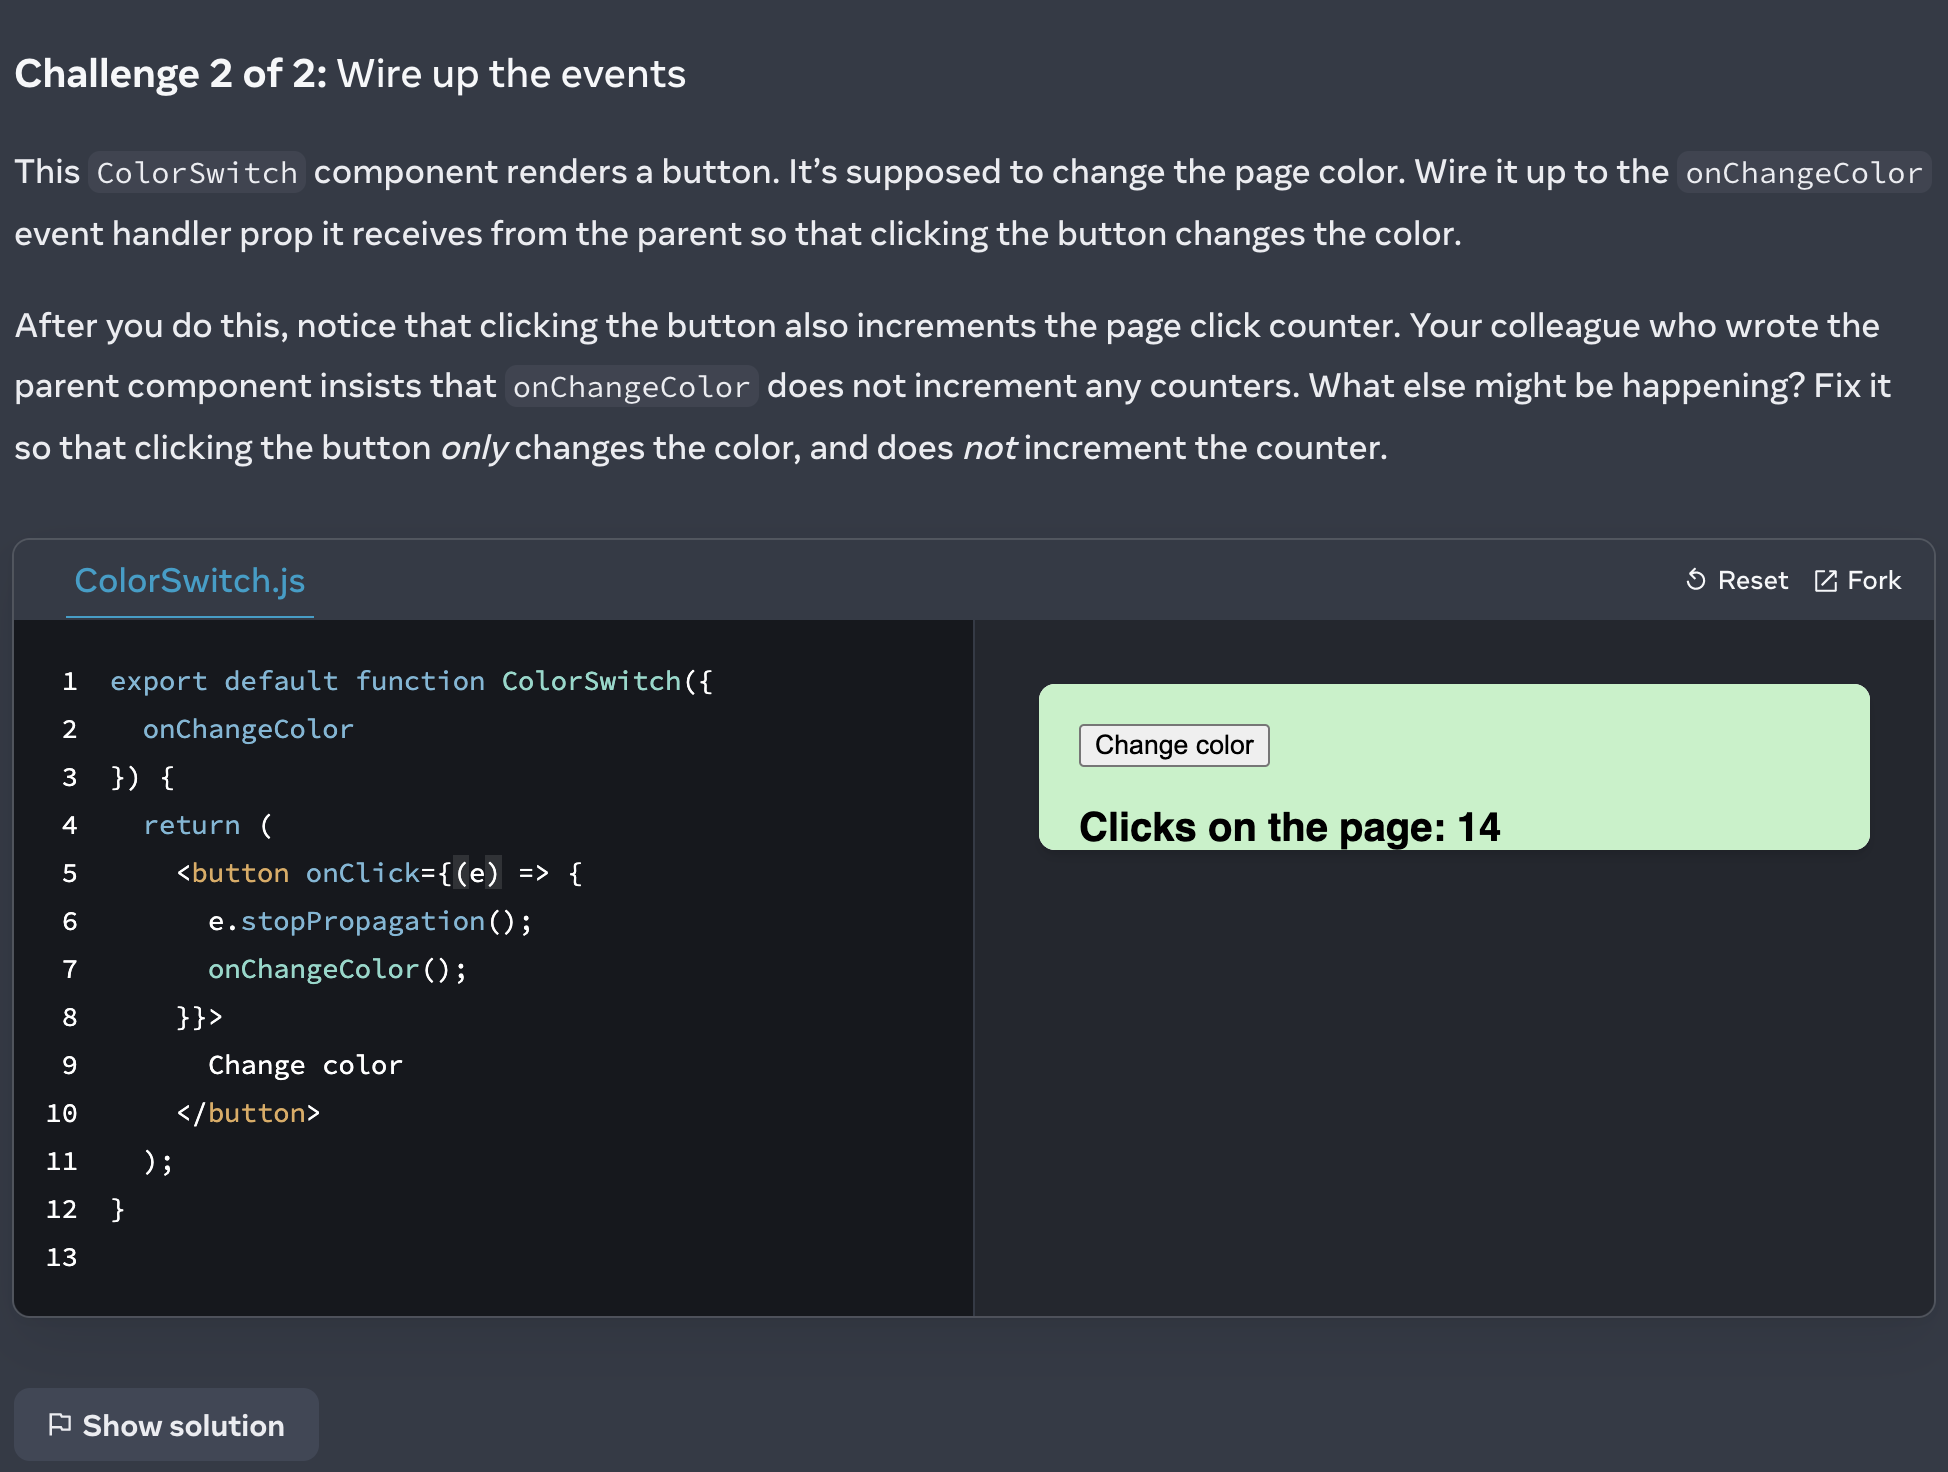 Challenge 2 of 2: Wire up the events
This ColorSwitch component renders a button. It’s supposed to change the page color. Wire it up to the onChangeColor
event handler prop it receives from the parent so that clicking the button changes the color.
After you do this, notice that clicking the button also increments the page click counter. Your colleague who wrote the
parent component insists that onChangeColor does not increment any counters. What else might be happening? Fix it
so that clicking the button only changes the color, and does not increment the counter.
ColorSwitch.js
Reset
Fork
1 export default function ColorSwitch({
2   onChangeColor
3 }) {
4   return (
5     <button onClick={(e) => {
6       e.stopPropagation();
7       onChangeColor();
8     }}>
9       Change color
10     </button>
11   );
12 }
13
Change color
Clicks on the page: 14
Show solution